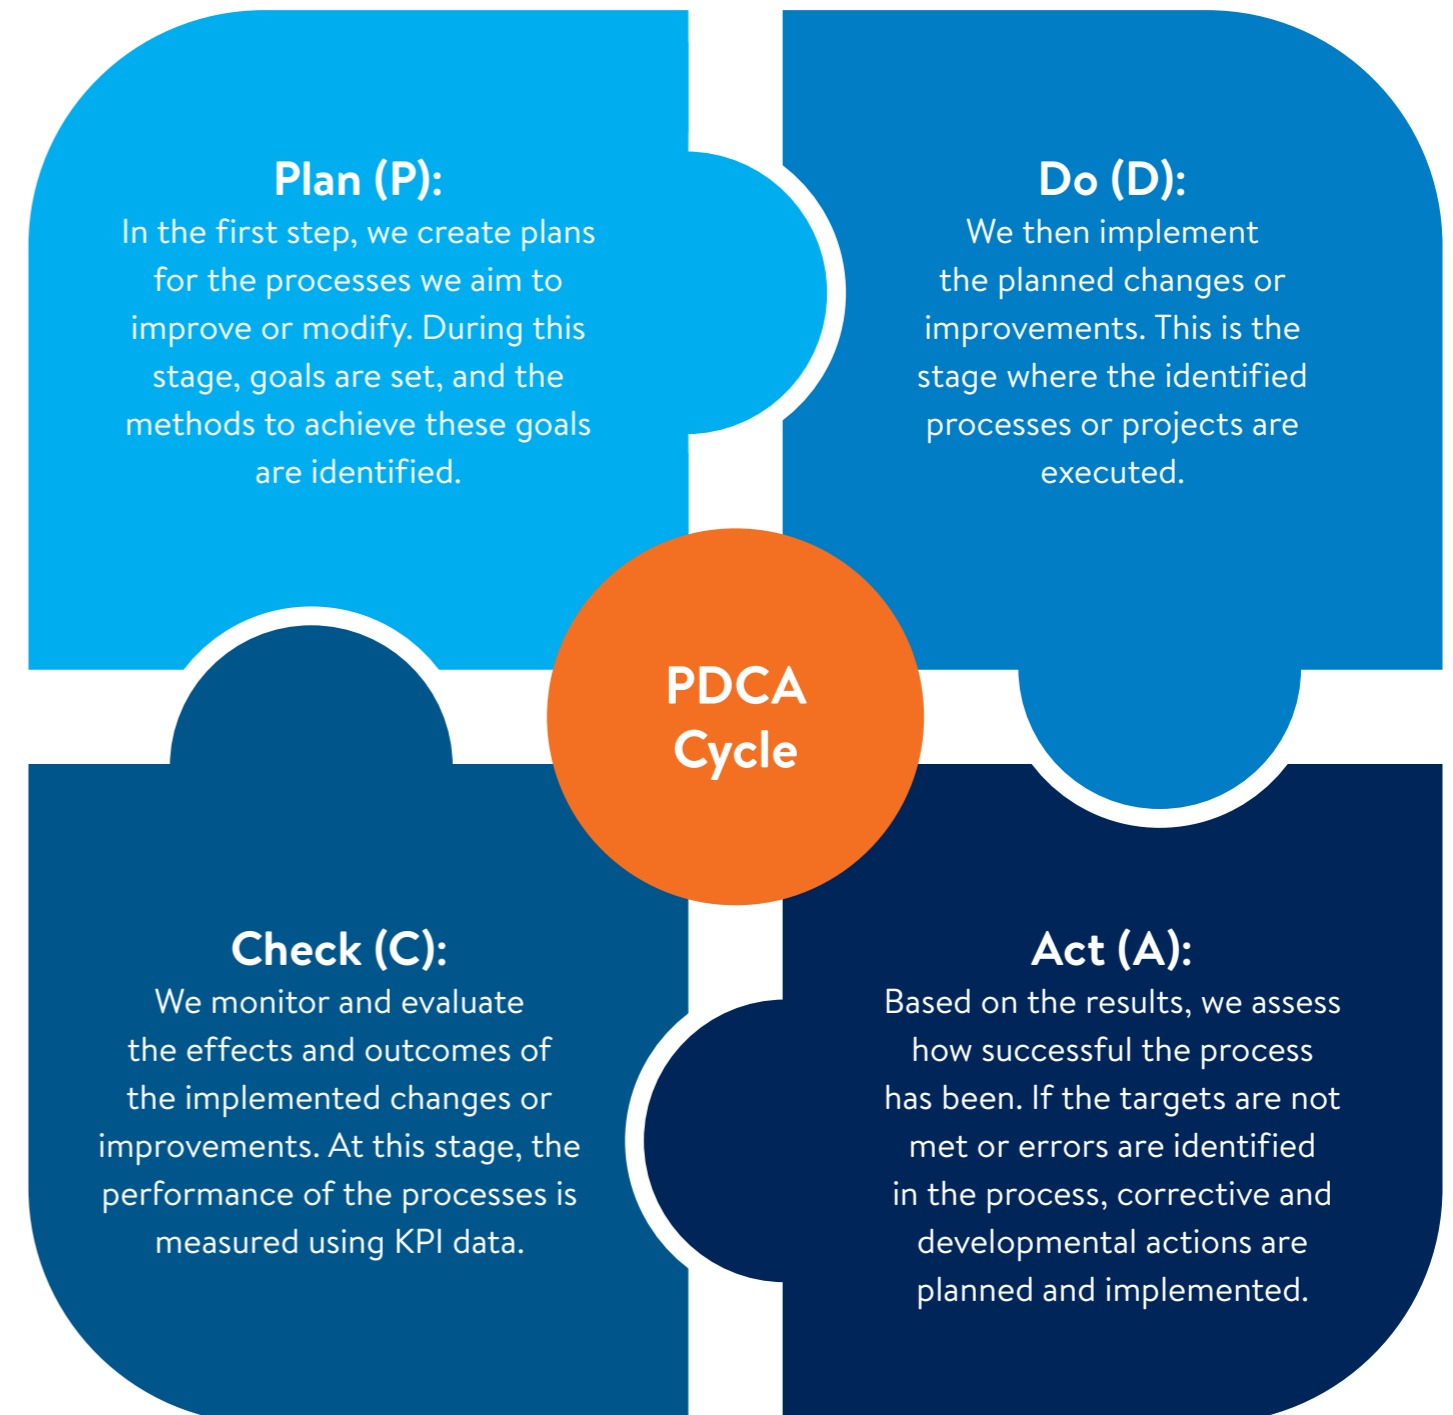 Plan (P):
In the first step, we create plans
for the processes we aim to
improve or modify. During this
stage, goals are set, and the
methods to achieve these goals
are identified.
Do (D):
We then implement
the planned changes or
improvements. This is the
stage where the identified
processes or projects are
executed.
PDCA
Cycle
Check (C):
We monitor and evaluate
the effects and outcomes of
the implemented changes or
improvements. At this stage, the
performance of the processes is
measured using KPI data.
Act (A):
Based on the results, we assess
how successful the process
has been. If the targets are not
met or errors are identified
in the process, corrective and
developmental actions are
planned and implemented.